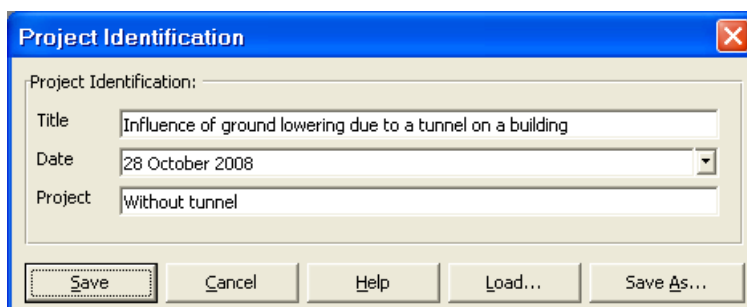 Project Identification
Project Identification:
Title Influence of ground lowering due to a tunnel on a building
Date 28 October 2008
Project Without tunnel
Save Cancel Help Load... Save As...